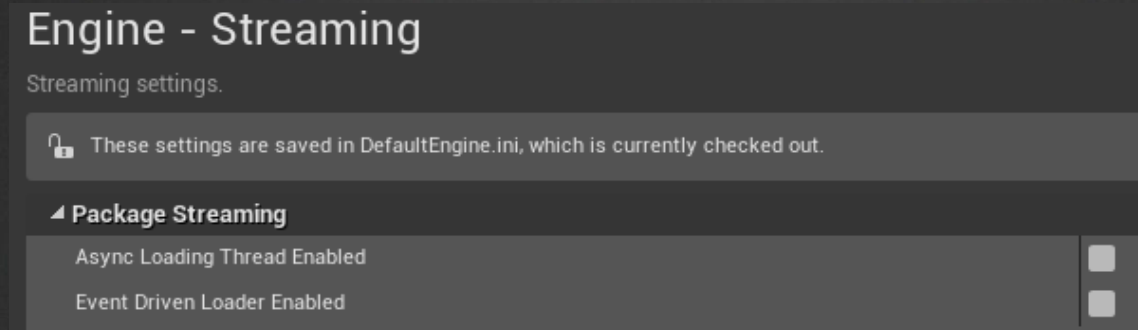 Engine - Streaming
Streaming settings.
These settings are saved in DefaultEngine.ini, which is currently checked out.
Package Streaming
Async Loading Thread Enabled
Event Driven Loader Enabled